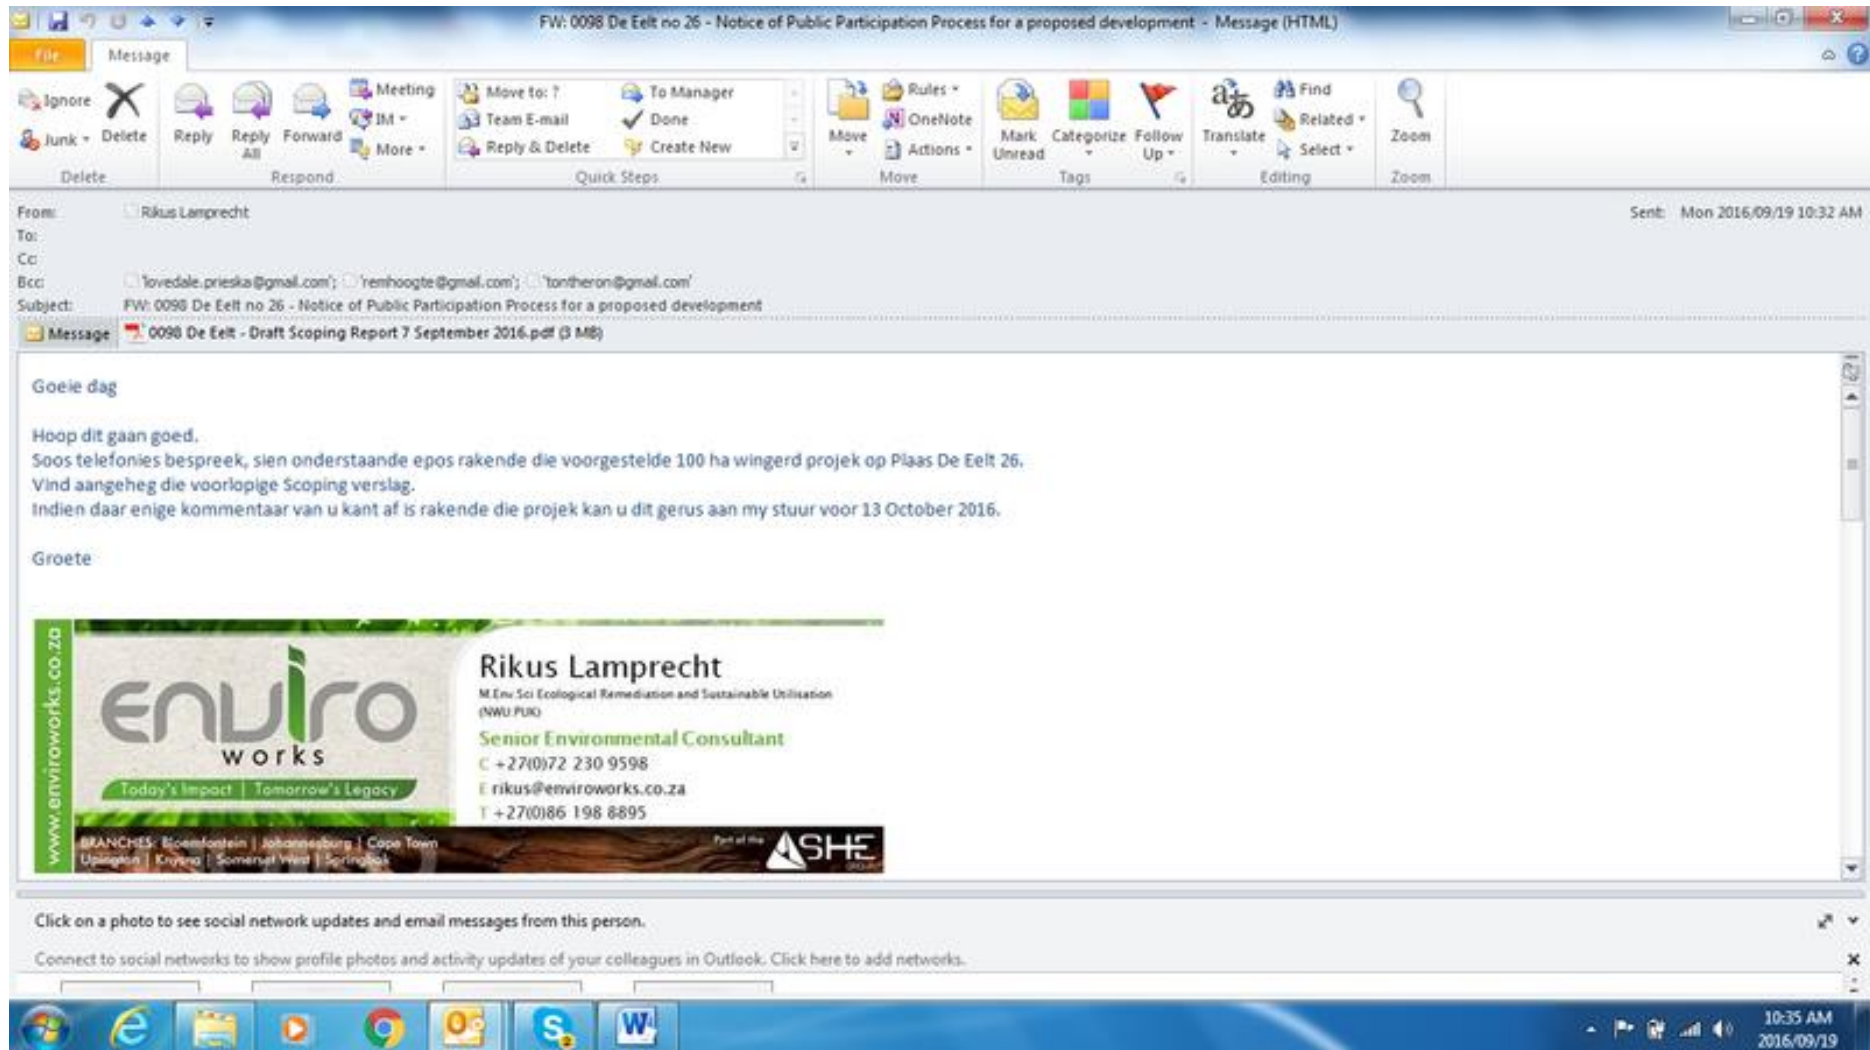 FW: 0098 De Eelt no 26 - Notice of Public Participation Process for a proposed development - Message (HTML)
File Message
Ignore
Junk
Delete
Reply
Reply All
Forward
Meeting
IM
More
Move to: ?
To Manager
Team E-mail
Done
Reply & Delete
Create New
Move
Rules
OneNote
Actions
Mark Unread
Categorize
Follow Up
Translate
Find
Related
Select
Zoom
Delete Respond Quick Steps Move Tags Editing Zoom
From: Rikus Lamprecht Sent: Mon 2016/09/19 10:32 AM
To:
Cc:
Bcc: 'lovedale.prieska@gmail.com'; 'remhoogte@gmail.com'; 'tontheron@gmail.com'
Subject: FW: 0098 De Eelt no 26 - Notice of Public Participation Process for a proposed development
Message 0098 De Eelt - Draft Scoping Report 7 September 2016.pdf (3 MB)
Goeie dag
Hoop dit gaan goed.
Soos telefonies bespreek, sien onderstaande epos rakende die voorgestelde 100 ha wingerd projek op Plaas De Eelt 26.
Vind aangeheg die voorlopige Scoping verslag.
Indien daar enige kommentaar van u kant af is rakende die projek kan u dit gerus aan my stuur voor 13 October 2016.
Groete
www.enviroworks.co.za
enviro
works
Today's Impact | Tomorrow's Legacy
Rikus Lamprecht
M.Env Sci Ecological Remediation and Sustainable Utilisation
(NWU PUK)
Senior Environmental Consultant
C +27(0)72 230 9598
E rikus@enviroworks.co.za
T +27(0)86 198 8895
BRANCHES: Bloemfontein | Johannesburg | Cape Town
Upington | Knysna | Somerset West | Springbok
Part of the ASHE
Click on a photo to see social network updates and email messages from this person.
Connect to social networks to show profile photos and activity updates of your colleagues in Outlook. Click here to add networks.
10:35 AM
2016/09/19